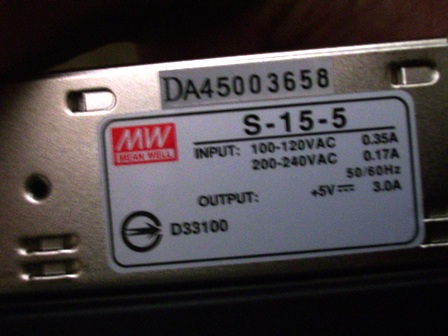 DA45003658
S-15-5
MW
MEAN WELL
INPUT: 100-120VAC 0.35A
200-240VAC 0.17A
50/60Hz
OUTPUT: +5V 3.0A
D33100